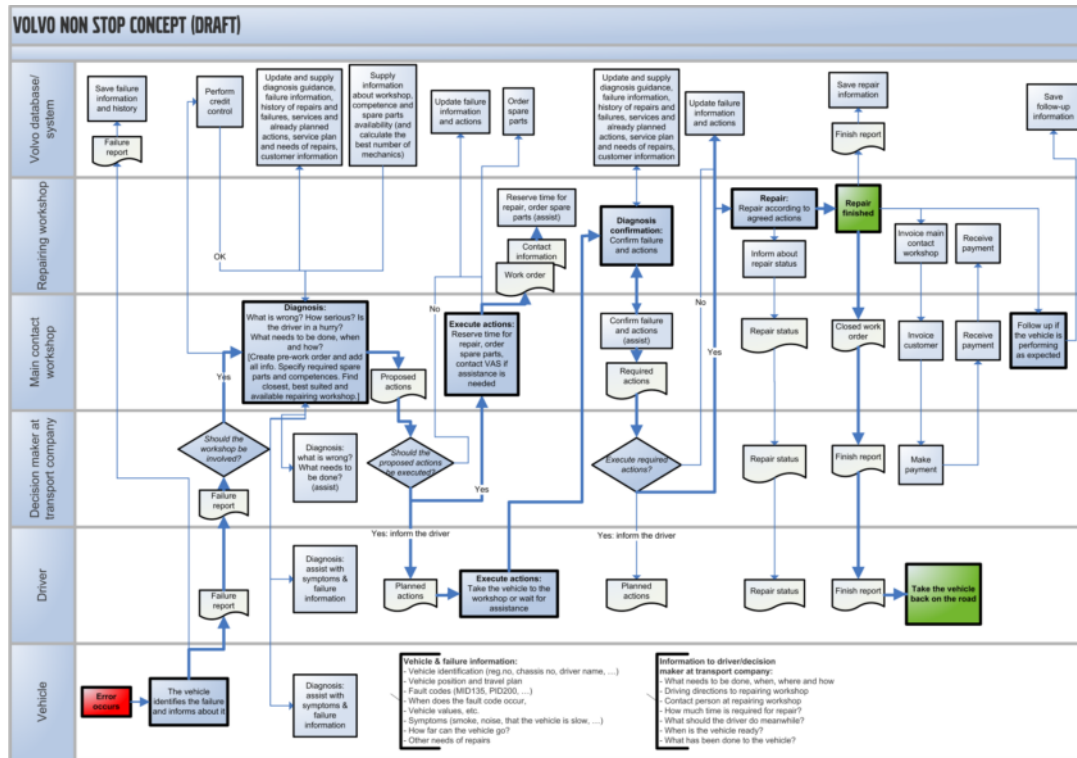 VOLVO NON STOP CONCEPT (DRAFT)
Volvo database/
system
Save failure
information
and history
Failure
report
Perform
credit
control
Update and supply
diagnosis guidance,
failure information,
history of repairs
and failures,
services and
already planned
actions, service
plan and needs of
repairs, customer
information
Supply
information
about workshop,
competence and
spare parts
availability (and
calculate the
best number of
mechanics)
Update failure
information
and actions
Order
spare
parts
Update and supply
diagnosis guidance,
failure information,
history of repairs and
failures, services and
already planned
actions, service plan
and needs of repairs,
customer information
Update failure
information
and actions
Save repair
information
Finish report
Save
follow-up
information
Repairing workshop
OK
Reserve time for
repair, order spare
parts (assist)
Contact
information
Work order
Diagnosis
confirmation:
Confirm failure
and actions
Repair:
Repair according to
agreed actions
Inform about
repair status
Repair
finished
Invoice main
contact
workshop
Receive
payment
Main contact
workshop
Yes
Diagnosis:
What is wrong? How serious? Is
the driver in a hurry?
What needs to be done, when
and how?
[Create pre-work order and add
all info. Specify required spare
parts and competences. Find
closest, best suited and
available repairing workshop.]
Proposed
actions
No
Execute actions:
Reserve time for
repair, order spare
parts, contact VAS if
assistance is
needed
Confirm failure
and actions
(assist)
Required
actions
No
Yes
Repair status
Closed work
order
Invoice
customer
Receive
payment
Follow up if
the vehicle is
performing
as expected
Decision maker at
transport company
Should the
workshop be
involved?
Failure
report
Diagnosis:
what is wrong?
What needs to
be done?
(assist)
Should the
proposed actions
be executed?
Yes
Execute required
actions?
Repair status
Finish report
Make
payment
Driver
Failure
report
Diagnosis:
assist with
symptoms &
failure
information
Yes: inform the driver
Planned
actions
Execute actions:
Take the vehicle to the
workshop or wait for
assistance
Yes: inform the driver
Planned
actions
Repair status
Finish report
Take the vehicle
back on the road
Vehicle
Error
occurs
The vehicle
identifies the failure
and informs about it
Diagnosis:
assist with
symptoms &
failure
information
Vehicle & failure information:
- Vehicle identification (reg.no, chassis no, driver name, …)
- Vehicle position and travel plan
- Fault codes (MID135, PID200, …)
- When does the fault code occur,
- Vehicle values, etc.
- Symptoms (smoke, noise, that the vehicle is slow, …)
- How far can the vehicle go?
- Other needs of repairs
Information to driver/decision
maker at transport company:
- What needs to be done, when, where and how
- Driving directions to repairing workshop
- Contact person at repairing workshop
- How much time is required for repair?
- What should the driver do meanwhile?
- When is the vehicle ready?
- What has been done to the vehicle?